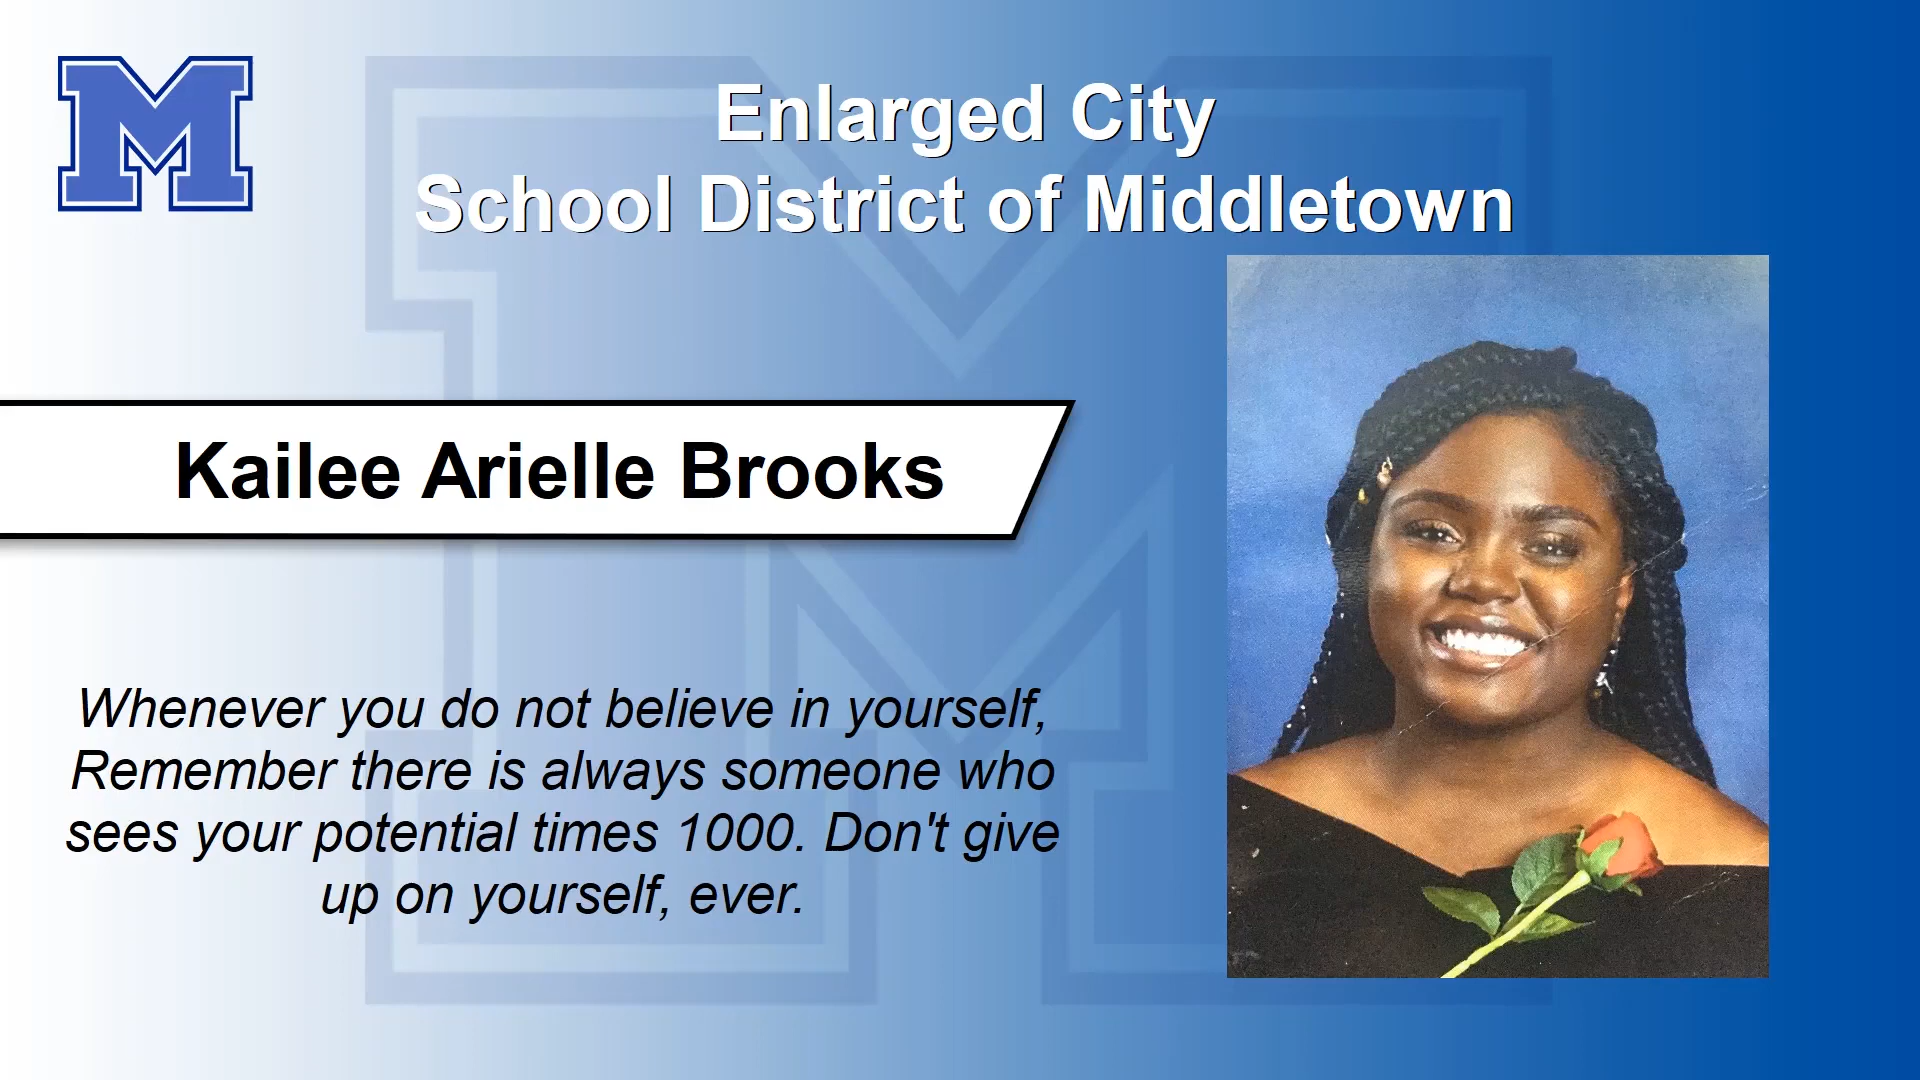 M
Enlarged City
School District of Middletown
Kailee Arielle Brooks
Whenever you do not believe in yourself,
Remember there is always someone who
sees your potential times 1000. Don't give
up on yourself, ever.